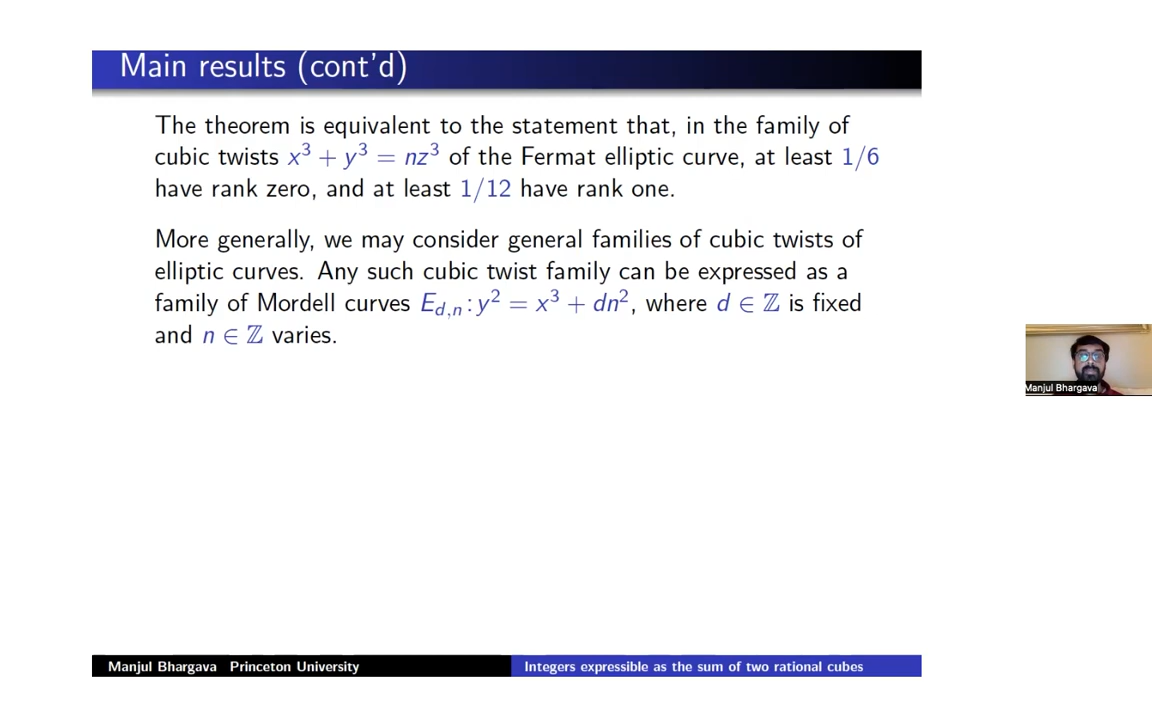 Main results (cont'd)
The theorem is equivalent to the statement that, in the family of
cubic twists x³ + y³ = nz³ of the Fermat elliptic curve, at least 1/6
have rank zero, and at least 1/12 have rank one.
More generally, we may consider general families of cubic twists of
elliptic curves. Any such cubic twist family can be expressed as a
family of Mordell curves E_{d,n} : y² = x³ + dn², where d ∈ ℤ is fixed
and n ∈ ℤ varies.
Manjul Bhargava
Manjul Bhargava Princeton University
Integers expressible as the sum of two rational cubes